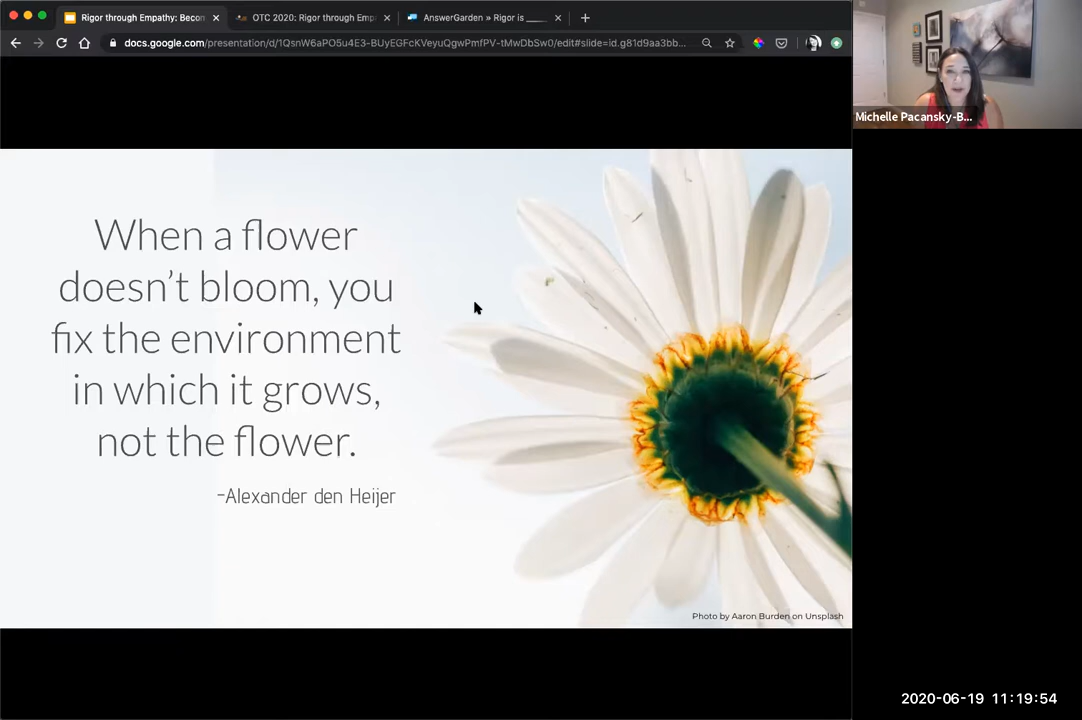 Rigor through Empathy: Becon
OTC 2020: Rigor through Emp
AnswerGarden » Rigor is ____
docs.google.com/presentation/d/1QsnW6aPO5u4E3-BUyEGFcKVeyuQgwPmfPV-tMwDbSw0/edit#slide=id.g81d9aa3bb...
Michelle Pacansky-B...
When a flower
doesn't bloom, you
fix the environment
in which it grows,
not the flower.
-Alexander den Heijer
Photo by Aaron Burden on Unsplash
2020-06-19 11:19:54